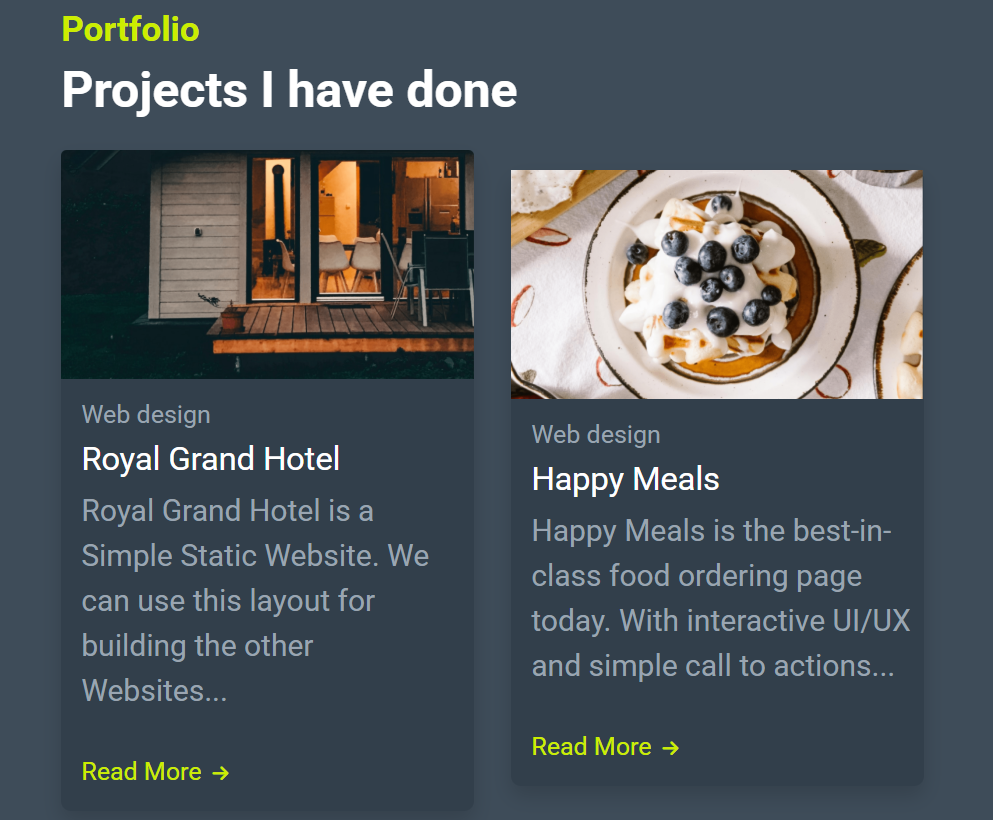 Portfolio
Projects I have done
Web design
Royal Grand Hotel
Royal Grand Hotel is a
Simple Static Website. We
can use this layout for
building the other
Websites...
Read More →
Web design
Happy Meals
Happy Meals is the best-in-
class food ordering page
today. With interactive UI/UX
and simple call to actions...
Read More →